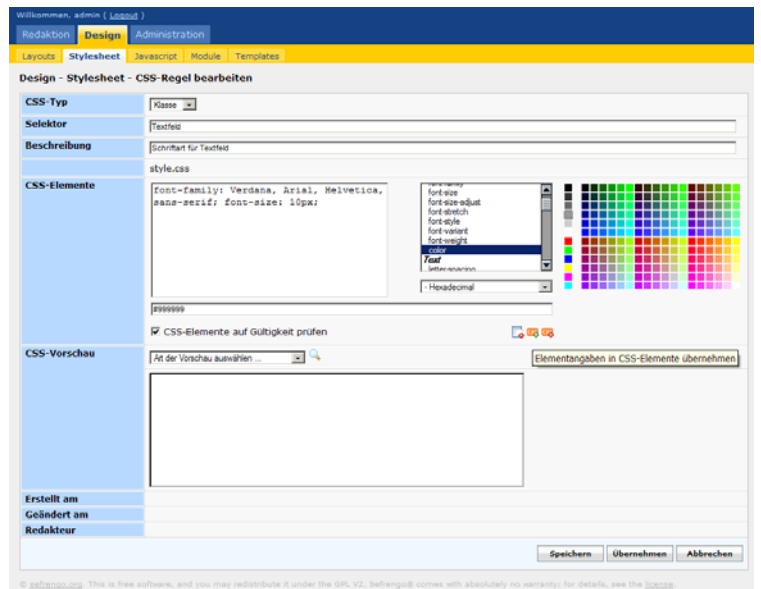 Willkommen, admin ( Logout )
Redaktion Design Administration
Layouts Stylesheet Javascript Module Templates
Design - Stylesheet - CSS-Regel bearbeiten
CSS-Typ Klasse
Selektor Textfeld
Beschreibung Schriftart für Textfeld
style.css
CSS-Elemente
font-family: Verdana, Arial, Helvetica,
sans-serif; font-size: 10px;
font-family
font-size
font-size-adjust
font-stretch
font-style
font-variant
font-weight
color
Text
letter-spacing
- Hexadecimal
#999999
CSS-Elemente auf Gültigkeit prüfen
CSS-Vorschau Art der Vorschau auswählen ...
Elementangaben in CSS-Elemente übernehmen
Erstellt am
Geändert am
Redakteur
Speichern Übernehmen Abbrechen
© sefrengo.org. This is free software, and you may redistribute it under the GPL V2. Sefrengo® comes with absolutely no warranty; for details, see the license.